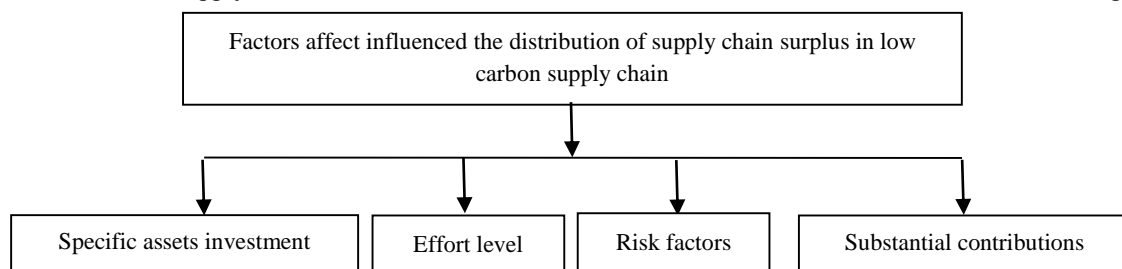 Factors affect influenced the distribution of supply chain surplus in low
carbon supply chain
Specific assets investment
Effort level
Risk factors
Substantial contributions